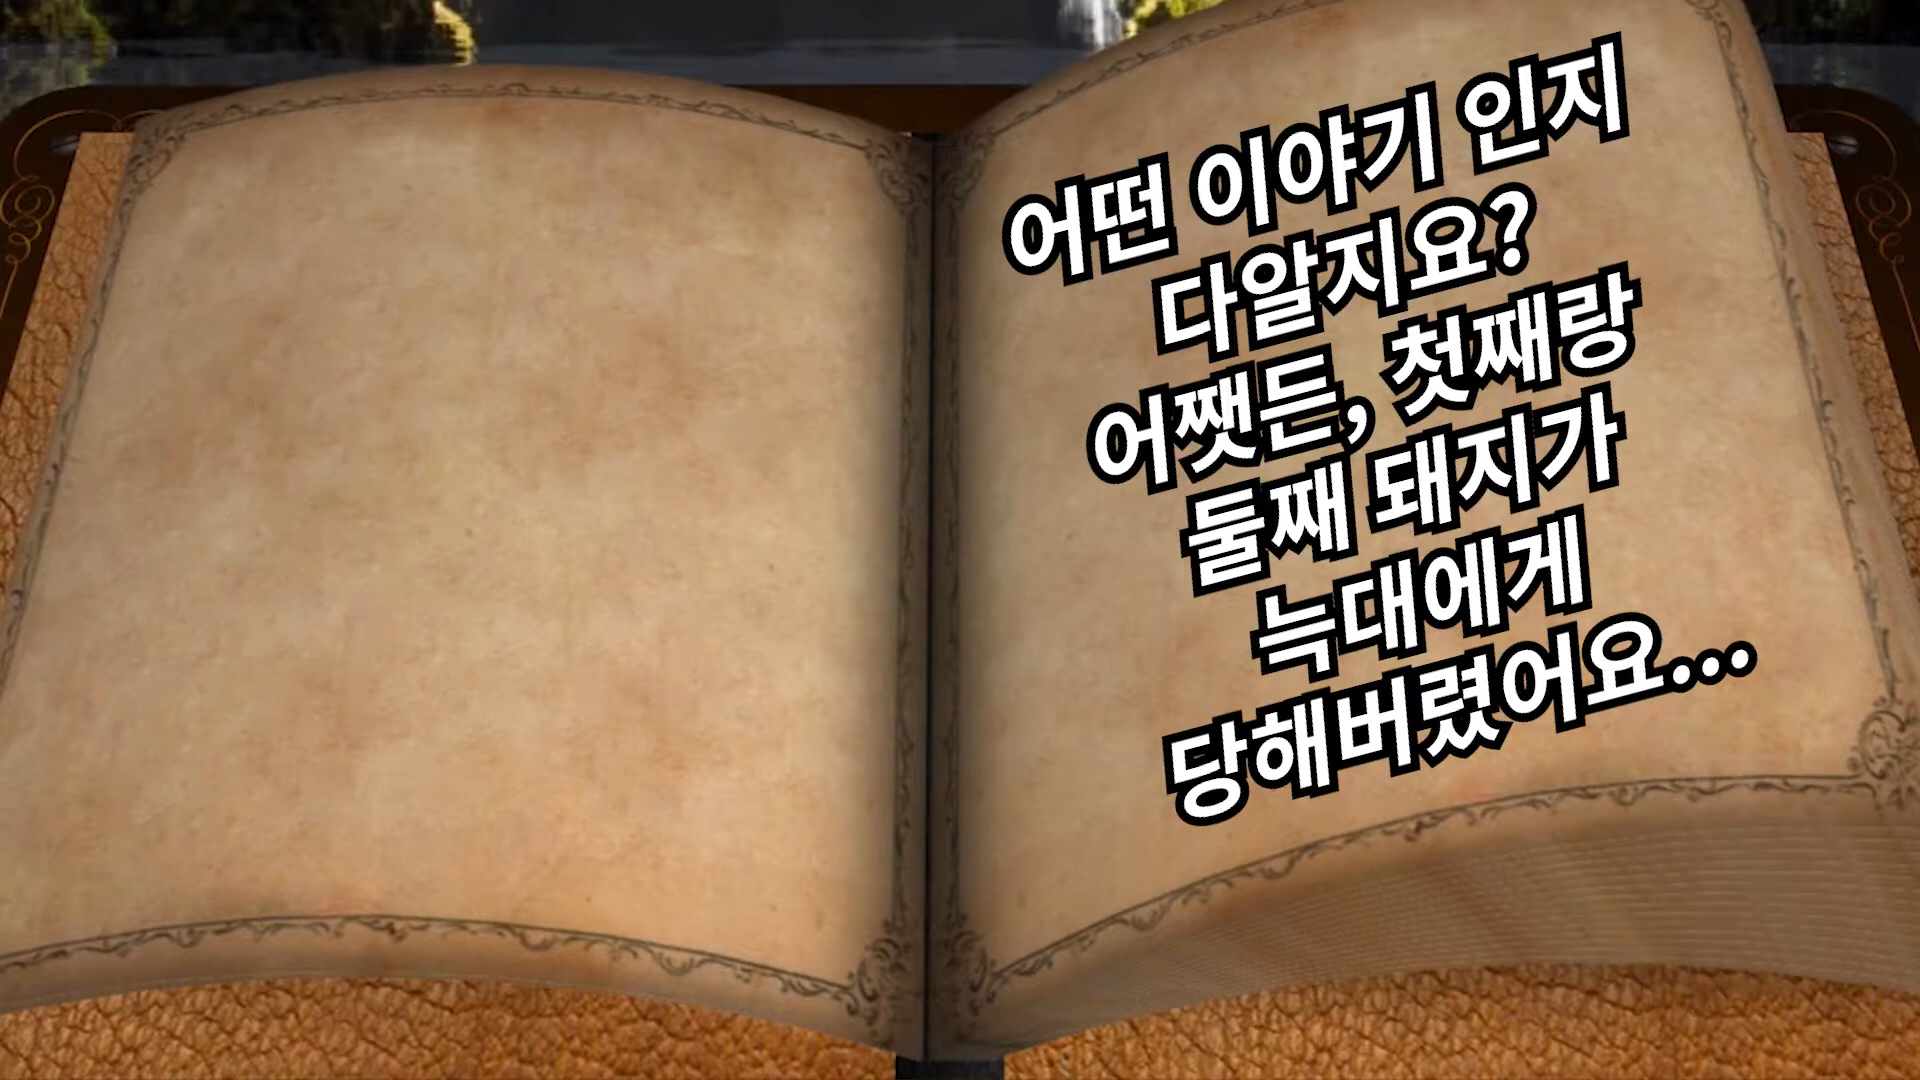 어떤 이야기 인지
다알지요?
어쨋든, 첫째랑
둘째 돼지가
늑대에게
당해버렸어요...